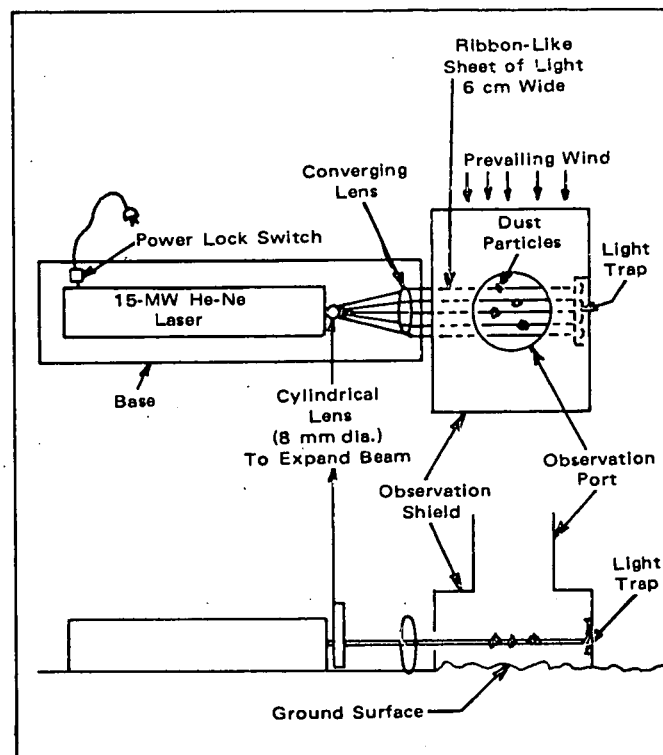 Ribbon-Like
Sheet of Light
6 cm Wide
Prevailing Wind
Converging
Lens
Dust
Particles
Power Lock Switch
Light
Trap
15-MW He-Ne
Laser
Base
Cylindrical
Lens
(8 mm dia.)
To Expand Beam
Observation
Port
Observation
Shield
Light
Trap
Ground Surface